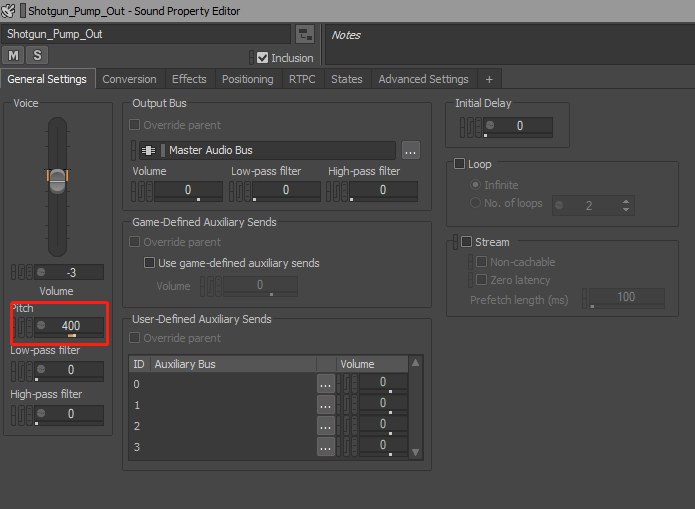 Shotgun_Pump_Out - Sound Property Editor
Shotgun_Pump_Out
Notes
M S
Inclusion
General Settings Conversion Effects Positioning RTPC States Advanced Settings +
Voice
-3
Volume
Pitch
400
Low-pass filter
0
High-pass filter
0
Output Bus
Override parent
Master Audio Bus ...
Volume Low-pass filter High-pass filter
0 0 0
Game-Defined Auxiliary Sends
Override parent
Use game-defined auxiliary sends
Volume 0
User-Defined Auxiliary Sends
Override parent
ID Auxiliary Bus Volume
0 ... 0
1 ... 0
2 ... 0
3 ... 0
Initial Delay
0
Loop
Infinite
No. of loops 2
Stream
Non-cachable
Zero latency
Prefetch length (ms) 100